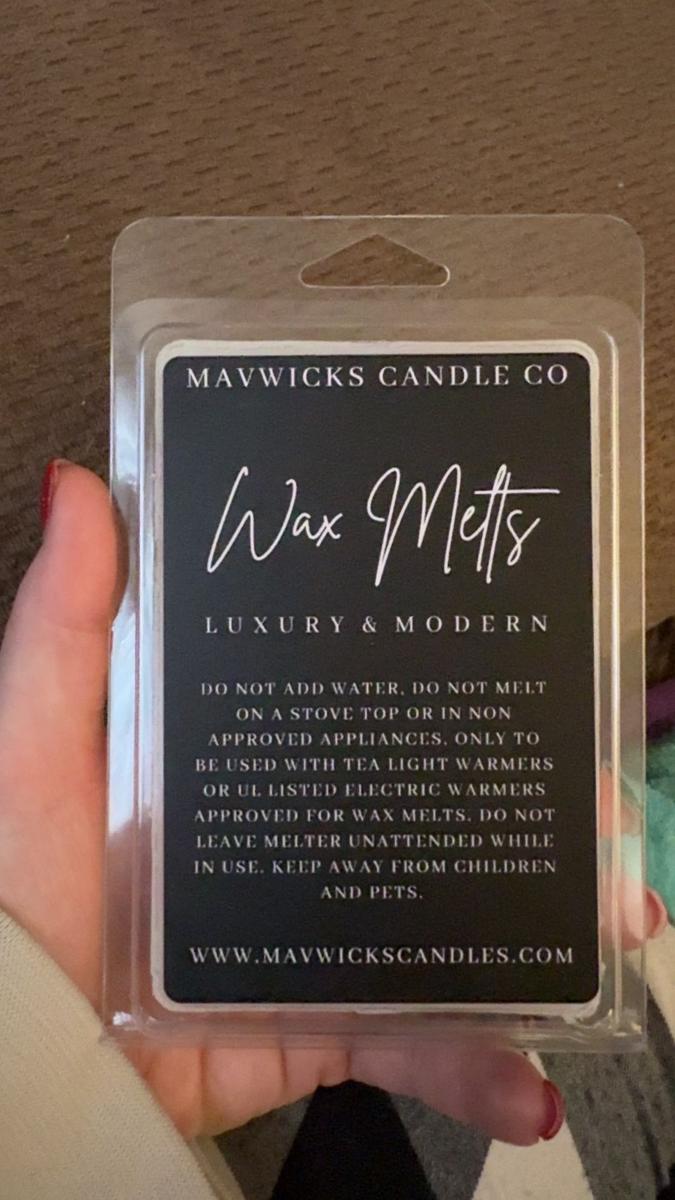 MAVWICKS CANDLE CO
Wax Melts
LUXURY & MODERN
DO NOT ADD WATER, DO NOT MELT
ON A STOVE TOP OR IN NON
APPROVED APPLIANCES. ONLY TO
BE USED WITH TEA LIGHT WARMERS
OR UL LISTED ELECTRIC WARMERS
APPROVED FOR WAX MELTS. DO NOT
LEAVE MELTER UNATTENDED WHILE
IN USE. KEEP AWAY FROM CHILDREN
AND PETS.
WWW.MAVWICKSCANDLES.COM